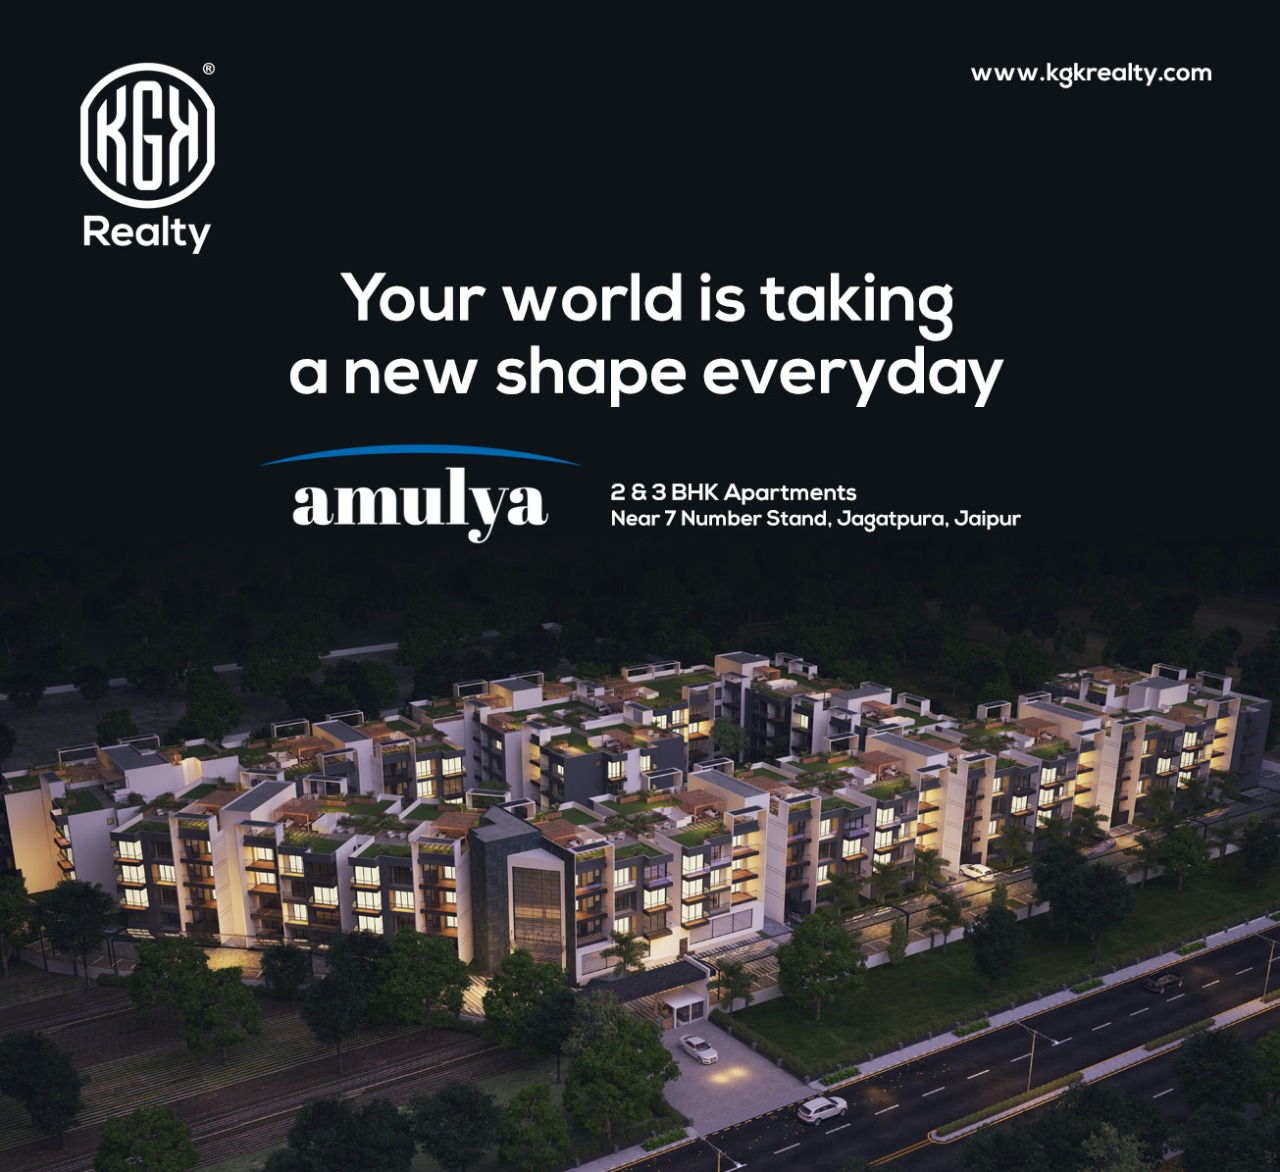 KGK
®
Realty
www.kgkrealty.com
Your world is taking
a new shape everyday
amulya
2 & 3 BHK Apartments
Near 7 Number Stand, Jagatpura, Jaipur